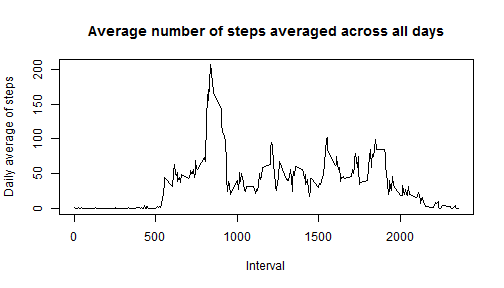 Average number of steps averaged across all days
Daily average of steps
200
150
100
50
0
0 500 1000 1500 2000
Interval